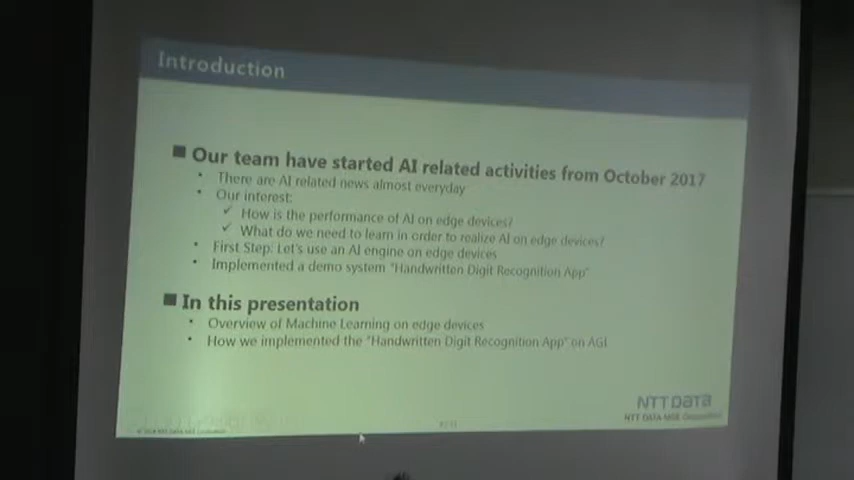 Introduction
■ Our team have started AI related activities from October 2017
• There are AI related news almost everyday
• Our interest:
✓ How is the performance of AI on edge devices?
✓ What do we need to learn in order to realize AI on edge devices?
• First Step: Let's use an AI engine on edge devices
• Implemented a demo system "Handwritten Digit Recognition App"
■ In this presentation
• Overview of Machine Learning on edge devices
• How we implemented the "Handwritten Digit Recognition App" on AGL
NTT DATA
NTT DATA MSE Corporation